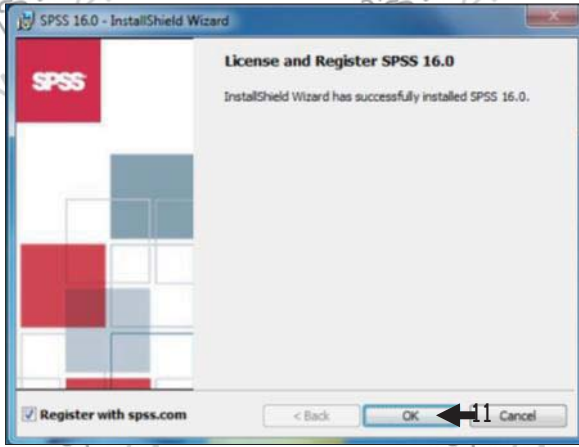 SPSS 16.0 - InstallShield Wizard
SPSS
License and Register SPSS 16.0
InstallShield Wizard has successfully installed SPSS 16.0.
Register with spss.com
< Back
OK
11
Cancel